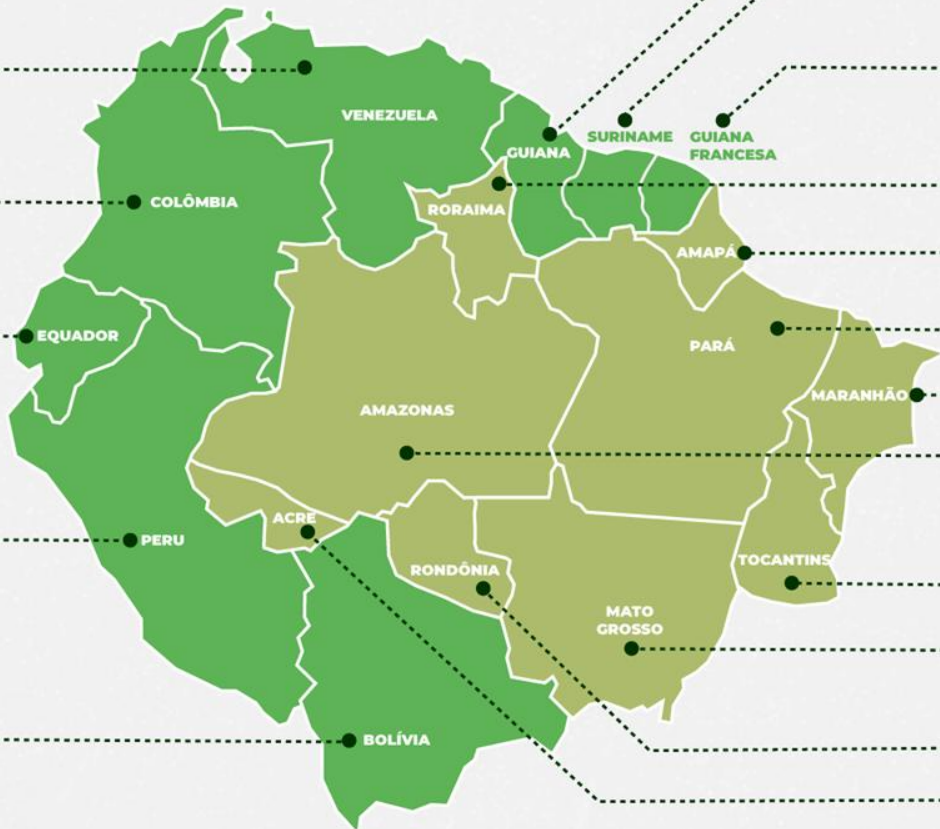 VENEZUELA
SURINAME
GUIANA
FRANCESA
GUIANA
COLÔMBIA
RORAIMA
AMAPÁ
EQUADOR
PARÁ
MARANHÃO
AMAZONAS
ACRE
PERU
RONDÔNIA
TOCANTINS
MATO
GROSSO
BOLÍVIA